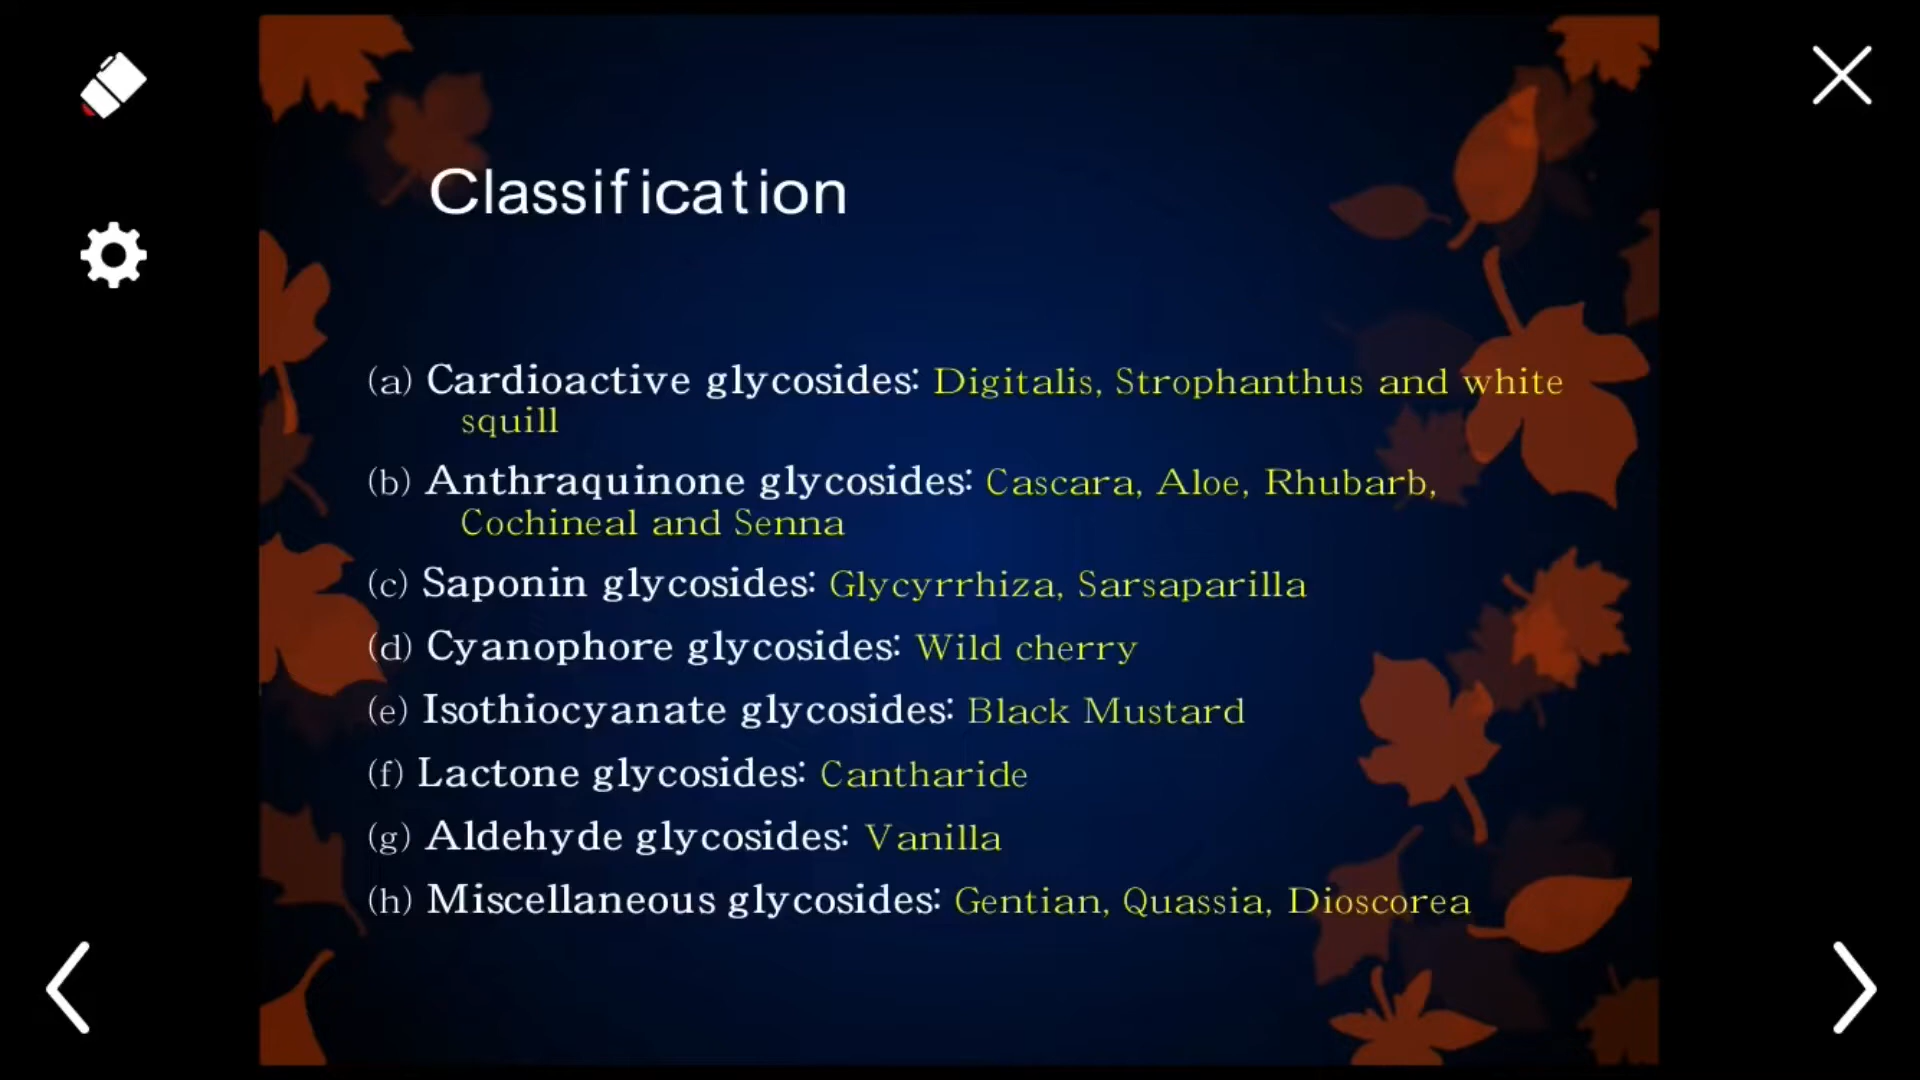 Classification
(a) Cardioactive glycosides: Digitalis, Strophanthus and white
squill
(b) Anthraquinone glycosides: Cascara, Aloe, Rhubarb,
Cochineal and Senna
(c) Saponin glycosides: Glycyrrhiza, Sarsaparilla
(d) Cyanophore glycosides: Wild cherry
(e) Isothiocyanate glycosides: Black Mustard
(f) Lactone glycosides: Cantharide
(g) Aldehyde glycosides: Vanilla
(h) Miscellaneous glycosides: Gentian, Quassia, Dioscorea